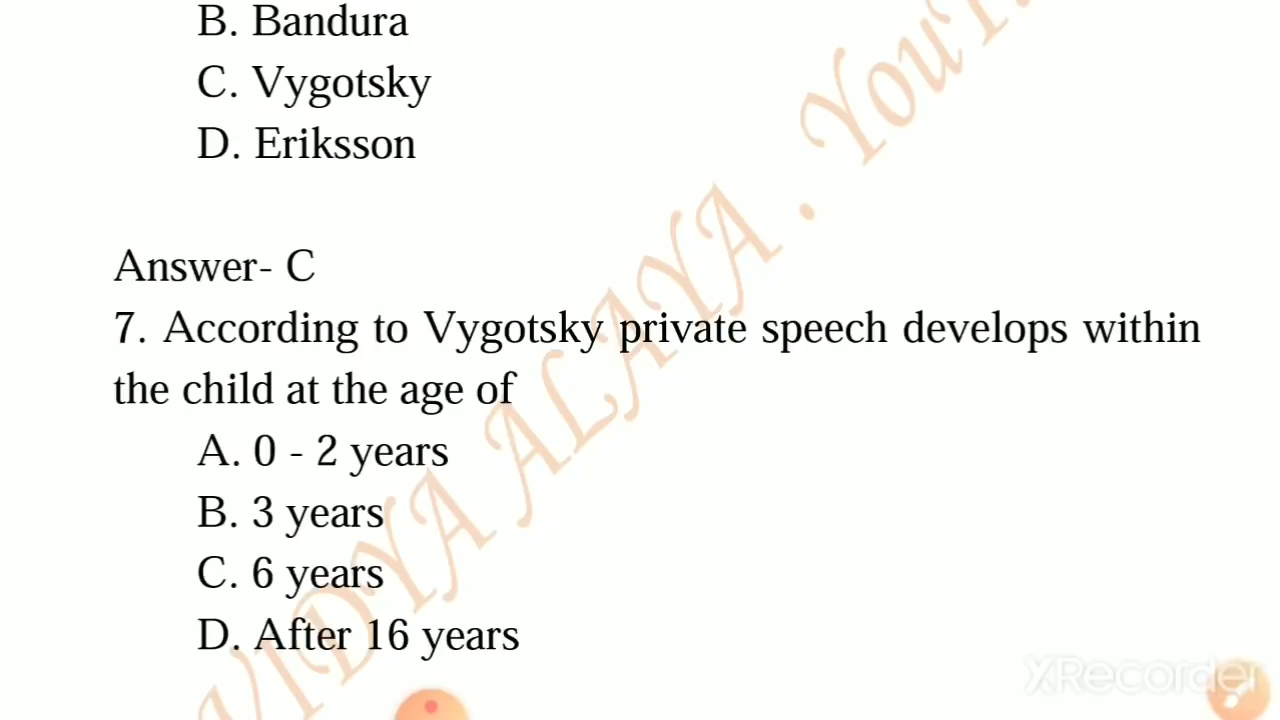 B. Bandura
C. Vygotsky
D. Eriksson
Answer- C
7. According to Vygotsky private speech develops within
the child at the age of
A. 0 - 2 years
B. 3 years
C. 6 years
D. After 16 years
VIDYA ALAYA . YouT
XRecorder